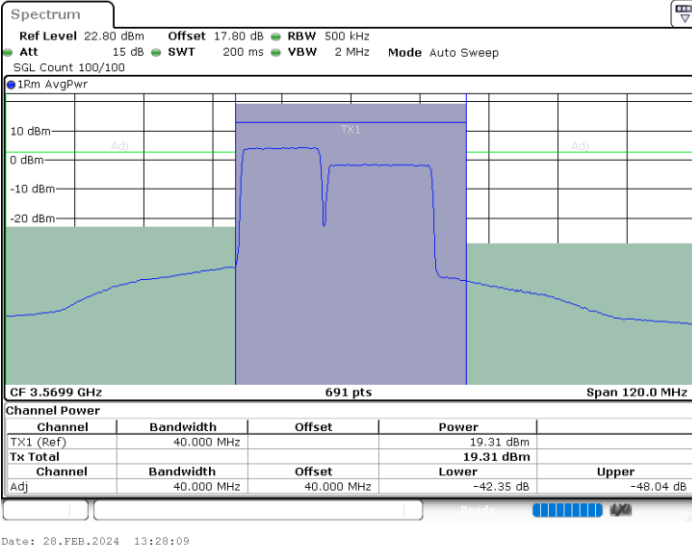 Spectrum
Ref Level 22.80 dBm Offset 17.80 dB RBW 500 kHz
Att 15 dB SWT 200 ms VBW 2 MHz Mode Auto Sweep
SGL Count 100/100
1Rm AvgPwr
TX1
10 dBm
Adj Adj
0 dBm
-10 dBm
-20 dBm
CF 3.5699 GHz 691 pts Span 120.0 MHz
Channel Power
Channel Bandwidth Offset Power
TX1 (Ref) 40.000 MHz 19.31 dBm
Tx Total 19.31 dBm
Channel Bandwidth Offset Lower Upper
Adj 40.000 MHz 40.000 MHz -42.35 dB -48.04 dB
Ready
Date: 28.FEB.2024 13:28:09